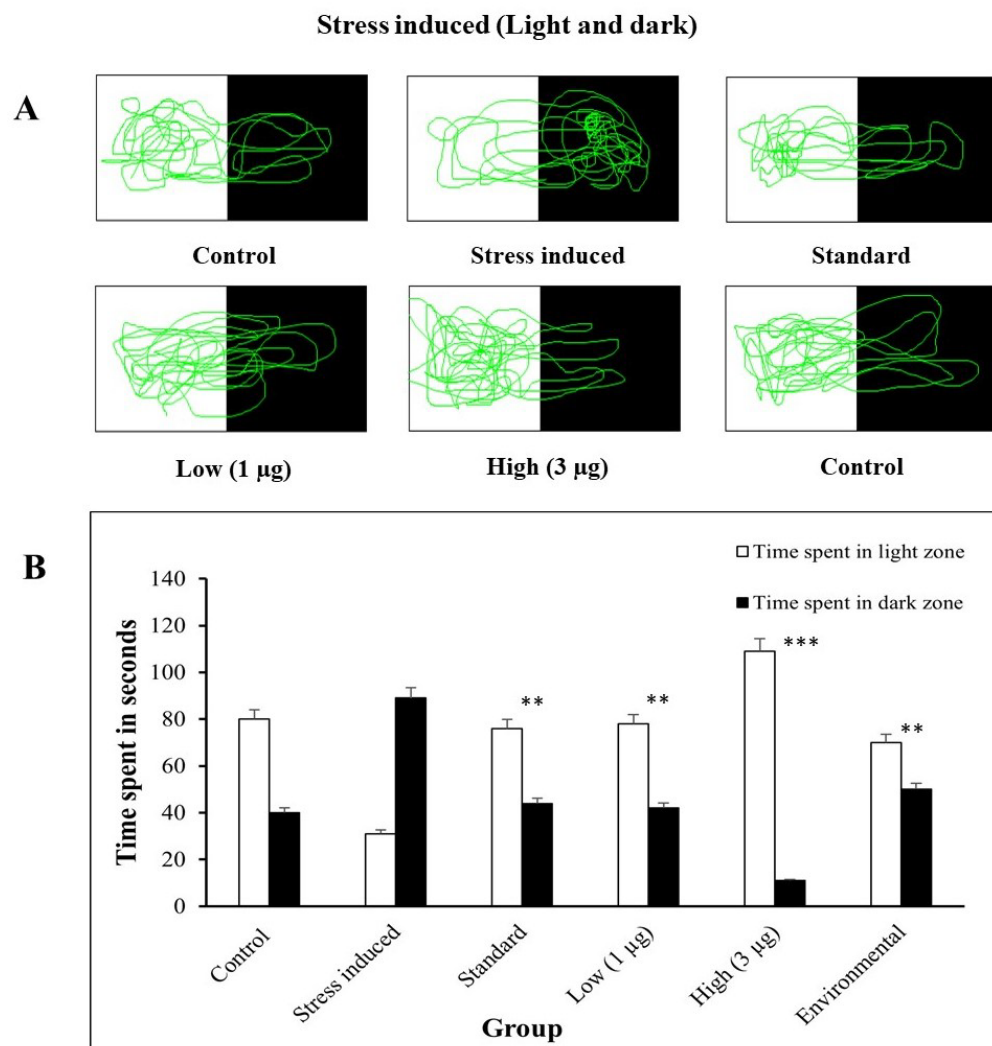 Stress induced (Light and dark)
A
Control
Stress induced
Standard
Low (1 µg)
High (3 µg)
Control
B
Time spent in light zone
Time spent in dark zone
Time spent in seconds
140
120
100
80
60
40
20
0
**
**
***
**
Control
Stress induced
Standard
Low (1 µg)
High (3 µg)
Environmental
Group